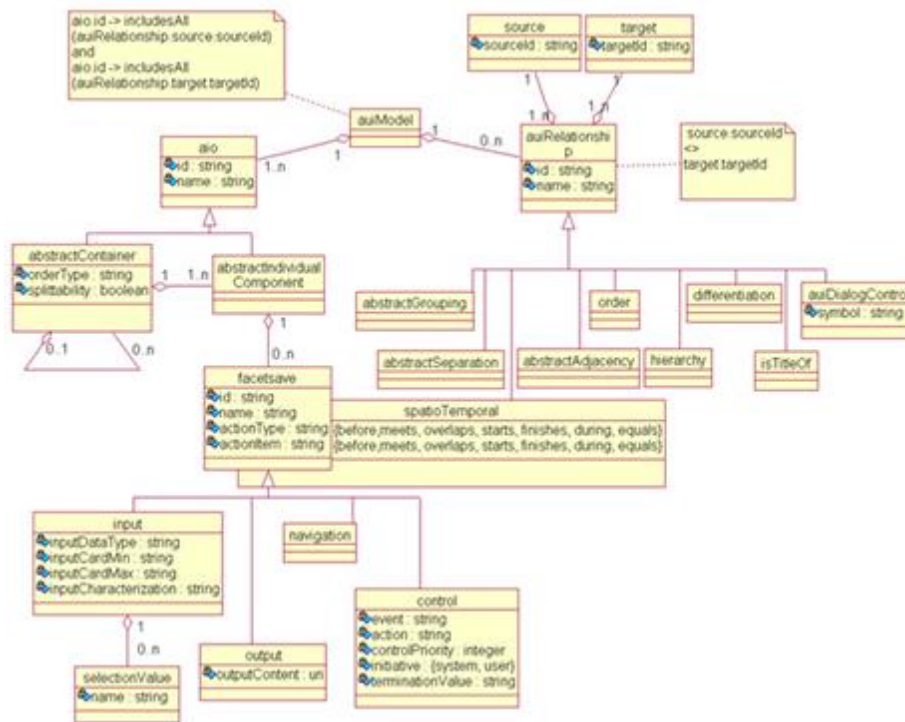 aio.id -> includesAll
(auiRelationship.source.sourceId)
and
aio.id -> includesAll
(auiRelationship.target.targetId)
source
sourceId : string
target
targetId : string
1
1
1..n
1..n
auiModel
1
1
0..n
1..n
auiRelationshi
p
id : string
name : string
source.sourceId
<>
target.targetId
aio
id : string
name : string
abstractContainer
orderType : string
splittability : boolean
1
1..n
0..1
0..n
abstractIndividual
Component
1
0..n
abstractGrouping
order
differentiation
auiDialogControl
symbol : string
abstractSeparation
abstractAdjacency
hierarchy
isTitleOf
facetsave
id : string
name : string
actionType : string
actionItem : string
spatioTemporal
{before,meets, overlaps, starts, finishes, during, equals}
{before,meets, overlaps, starts, finishes, during, equals}
input
inputDataType : string
inputCardMin : string
inputCardMax : string
inputCharacterization : string
1
0..n
selectionValue
name : string
output
outputContent : un
navigation
control
event : string
action : string
controlPriority : integer
initiative : {system, user}
terminationValue : string